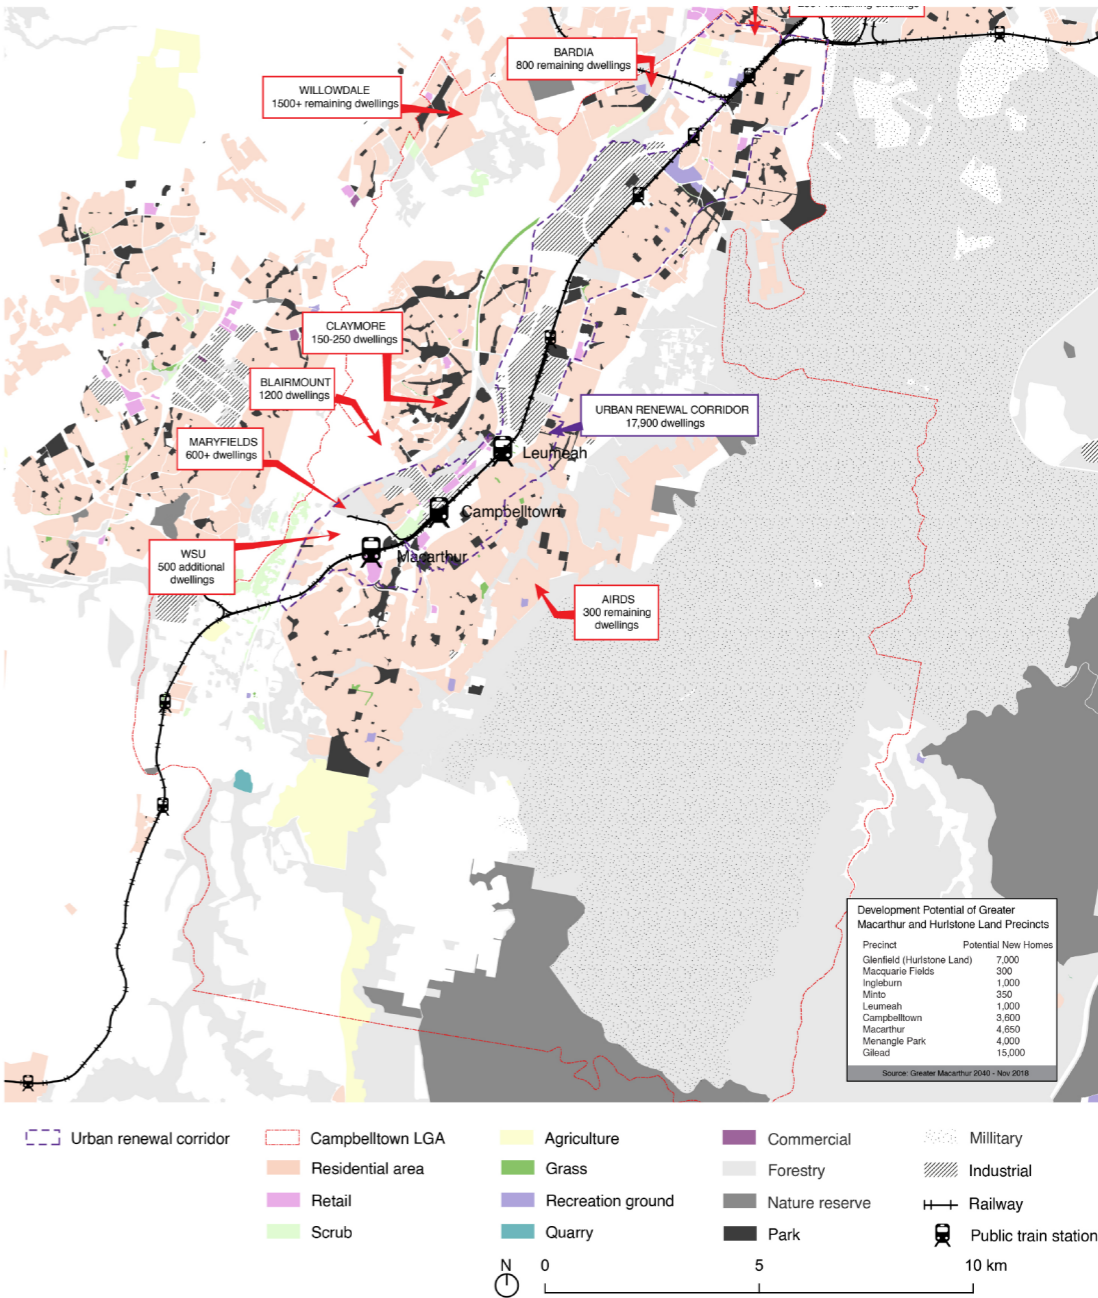 remaining dwellings
BARDIA
800 remaining dwellings
WILLOWDALE
1500+ remaining dwellings
CLAYMORE
150-250 dwellings
BLAIRMOUNT
1200 dwellings
URBAN RENEWAL CORRIDOR
17,900 dwellings
MARYFIELDS
600+ dwellings
Leumeah
Campbelltown
Macarthur
WSU
500 additional
dwellings
AIRDS
300 remaining
dwellings
Development Potential of Greater
Macarthur and Hurlstone Land Precincts
Precinct Potential New Homes
Glenfield (Hurlstone Land) 7,000
Macquarie Fields 300
Ingleburn 1,000
Minto 350
Leumeah 1,000
Campbelltown 3,600
Macarthur 4,650
Menangle Park 4,000
Gilead 15,000
Source: Greater Macarthur 2040 - Nov 2018
Urban renewal corridor
Campbelltown LGA
Residential area
Retail
Scrub
Agriculture
Grass
Recreation ground
Quarry
Commercial
Forestry
Nature reserve
Park
Millitary
Industrial
Railway
Public train station
N
0 5 10 km